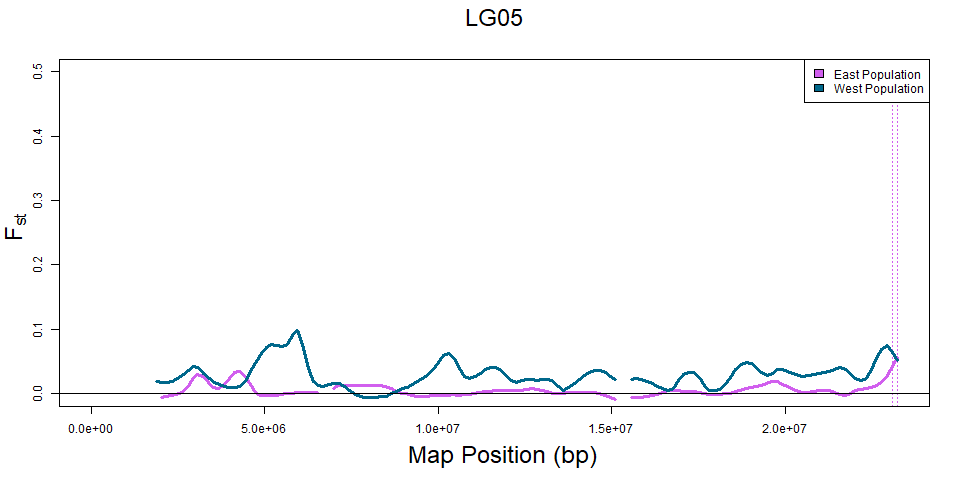 LG05
East Population
West Population
0.5
0.4
0.3
0.2
0.1
0.0
Fst
0.0e+00 5.0e+06 1.0e+07 1.5e+07 2.0e+07
Map Position (bp)